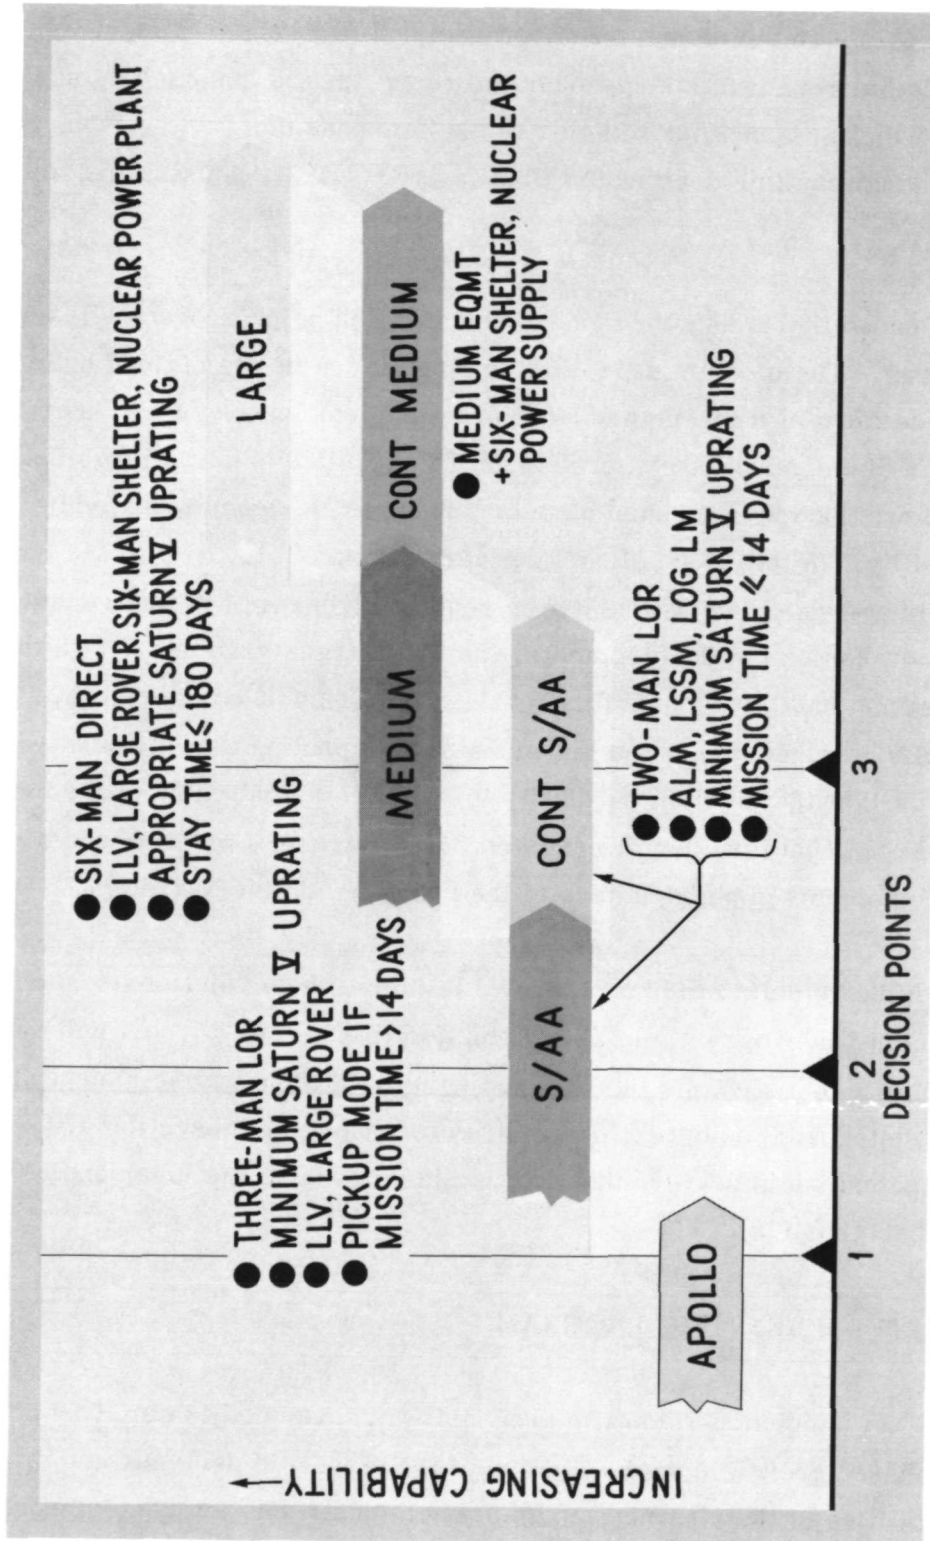 SIX-MAN DIRECT
LLV, LARGE ROVER, SIX-MAN SHELTER, NUCLEAR POWER PLANT
APPROPRIATE SATURN V UPRATING
STAY TIME ≤ 180 DAYS
LARGE
THREE-MAN LOR
MINIMUM SATURN V UPRATING
LLV, LARGE ROVER
PICKUP MODE IF
MISSION TIME > 14 DAYS
MEDIUM
CONT MEDIUM
MEDIUM EQMT
+ SIX-MAN SHELTER, NUCLEAR
POWER SUPPLY
S/AA
CONT S/AA
TWO-MAN LOR
ALM, LSSM, LOG LM
MINIMUM SATURN V UPRATING
MISSION TIME ≤ 14 DAYS
APOLLO
INCREASING CAPABILITY
1
2
3
DECISION POINTS